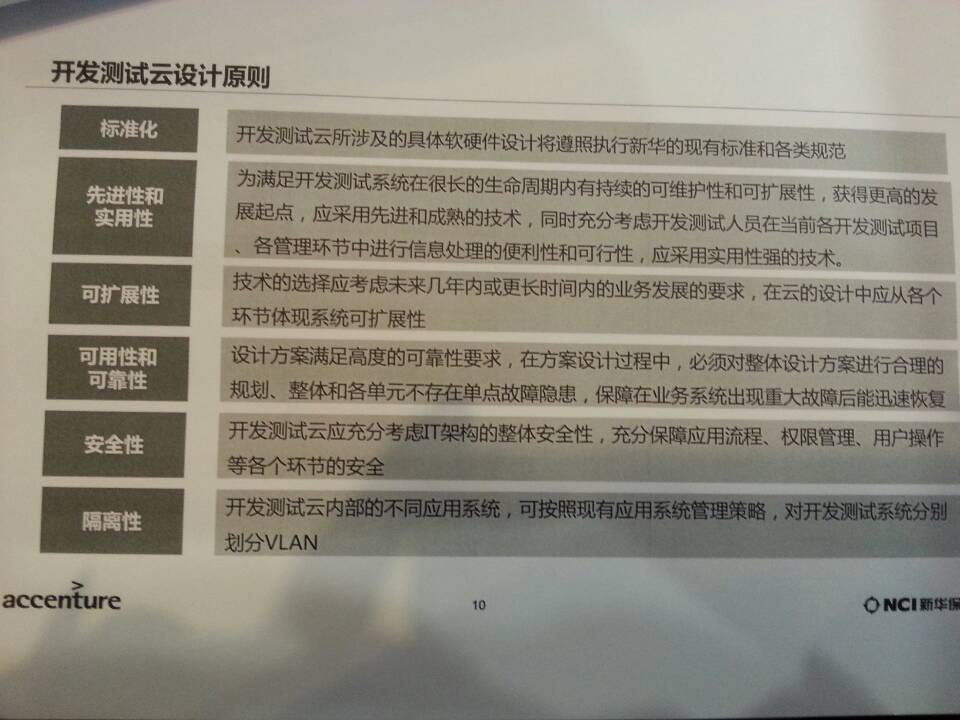 开发测试云设计原则
标准化
开发测试云所涉及的具体软硬件设计将遵照执行新华的现有标准和各类规范
先进性和
实用性
为满足开发测试系统在很长的生命周期内有持续的可维护性和可扩展性，获得更高的发
展起点，应采用先进和成熟的技术，同时充分考虑开发测试人员在当前各开发测试项目
、各管理环节中进行信息处理的便利性和可行性，应采用实用性强的技术。
可扩展性
技术的选择应考虑未来几年内或更长时间内的业务发展的要求，在云的设计中应从各个
环节体现系统可扩展性
可用性和
可靠性
设计方案满足高度的可靠性要求，在方案设计过程中，必须对整体设计方案进行合理的
规划、整体和各单元不存在单点故障隐患，保障在业务系统出现重大故障后能迅速恢复
安全性
开发测试云应充分考虑IT架构的整体安全性，充分保障应用流程、权限管理、用户操作
等各个环节的安全
隔离性
开发测试云内部的不同应用系统，可按照现有应用系统管理策略，对开发测试系统分别
划分VLAN
accenture
10
NCI新华保